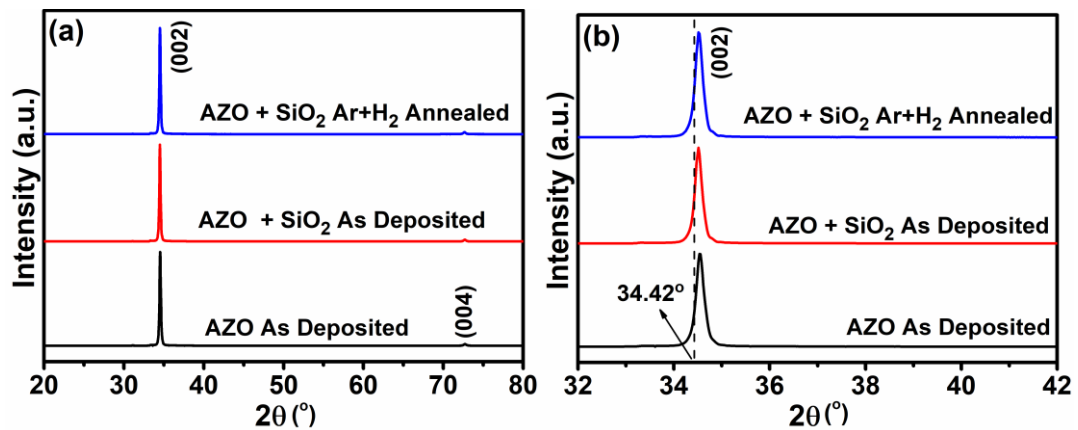 (a)
(002)
AZO + SiO2 Ar+H2 Annealed
AZO + SiO2 As Deposited
AZO As Deposited
(004)
Intensity (a.u.)
20 30 40 50 60 70 80
2θ (°)
(b)
(002)
AZO + SiO2 Ar+H2 Annealed
AZO + SiO2 As Deposited
34.42°
AZO As Deposited
Intensity (a.u.)
32 34 36 38 40 42
2θ (°)